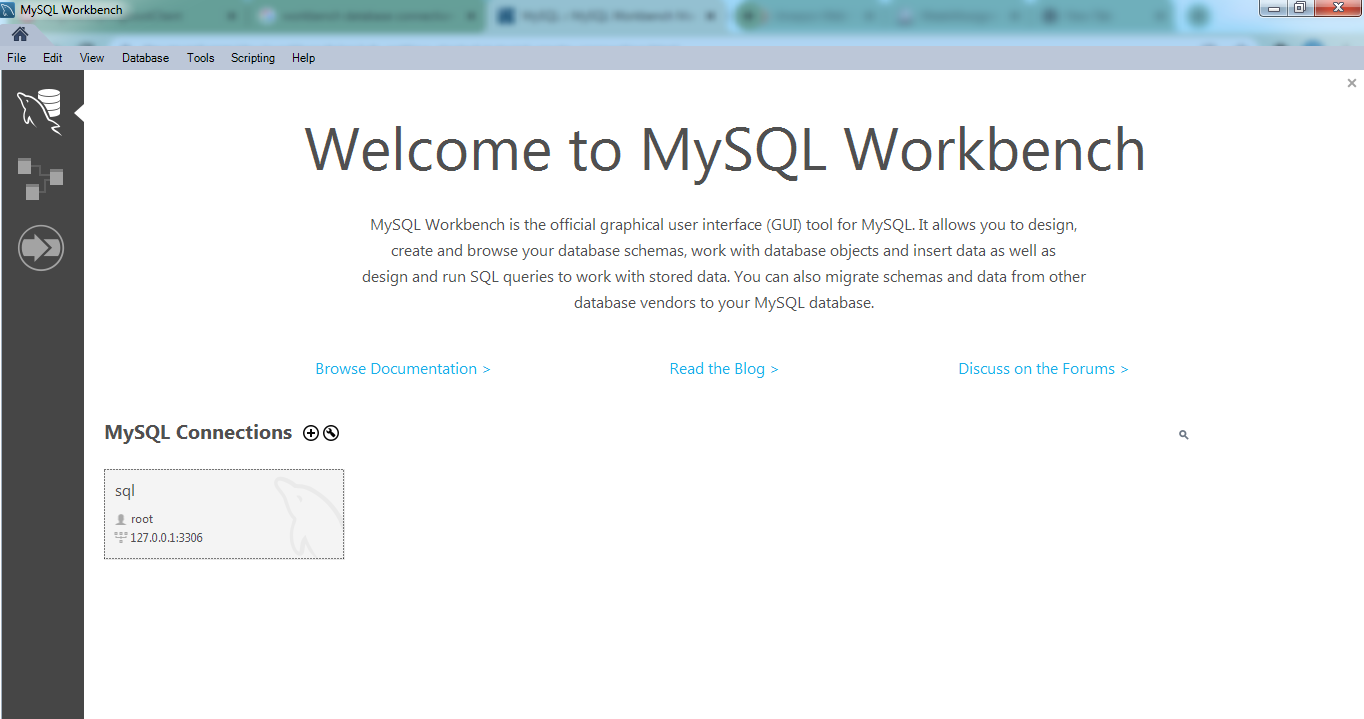 MySQL Workbench
File Edit View Database Tools Scripting Help
Welcome to MySQL Workbench
MySQL Workbench is the official graphical user interface (GUI) tool for MySQL. It allows you to design,
create and browse your database schemas, work with database objects and insert data as well as
design and run SQL queries to work with stored data. You can also migrate schemas and data from other
database vendors to your MySQL database.
Browse Documentation > Read the Blog > Discuss on the Forums >
MySQL Connections
sql
root
127.0.0.1:3306